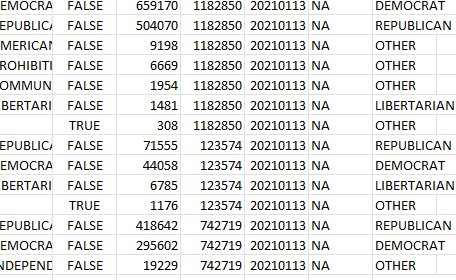 EMOCRA FALSE 659170 1182850 20210113 NA DEMOCRAT
EPUBLICA FALSE 504070 1182850 20210113 NA REPUBLICAN
MERICAN FALSE 9198 1182850 20210113 NA OTHER
ROHIBITI FALSE 6669 1182850 20210113 NA OTHER
OMMUN FALSE 1954 1182850 20210113 NA OTHER
IBERTARI FALSE 1481 1182850 20210113 NA LIBERTARIAN
TRUE 308 1182850 20210113 NA OTHER
EPUBLICA FALSE 71555 123574 20210113 NA REPUBLICAN
EMOCRA FALSE 44058 123574 20210113 NA DEMOCRAT
IBERTARI FALSE 6785 123574 20210113 NA LIBERTARIAN
TRUE 1176 123574 20210113 NA OTHER
EPUBLICA FALSE 418642 742719 20210113 NA REPUBLICAN
EMOCRA FALSE 295602 742719 20210113 NA DEMOCRAT
NDEPEND FALSE 19229 742719 20210113 NA OTHER